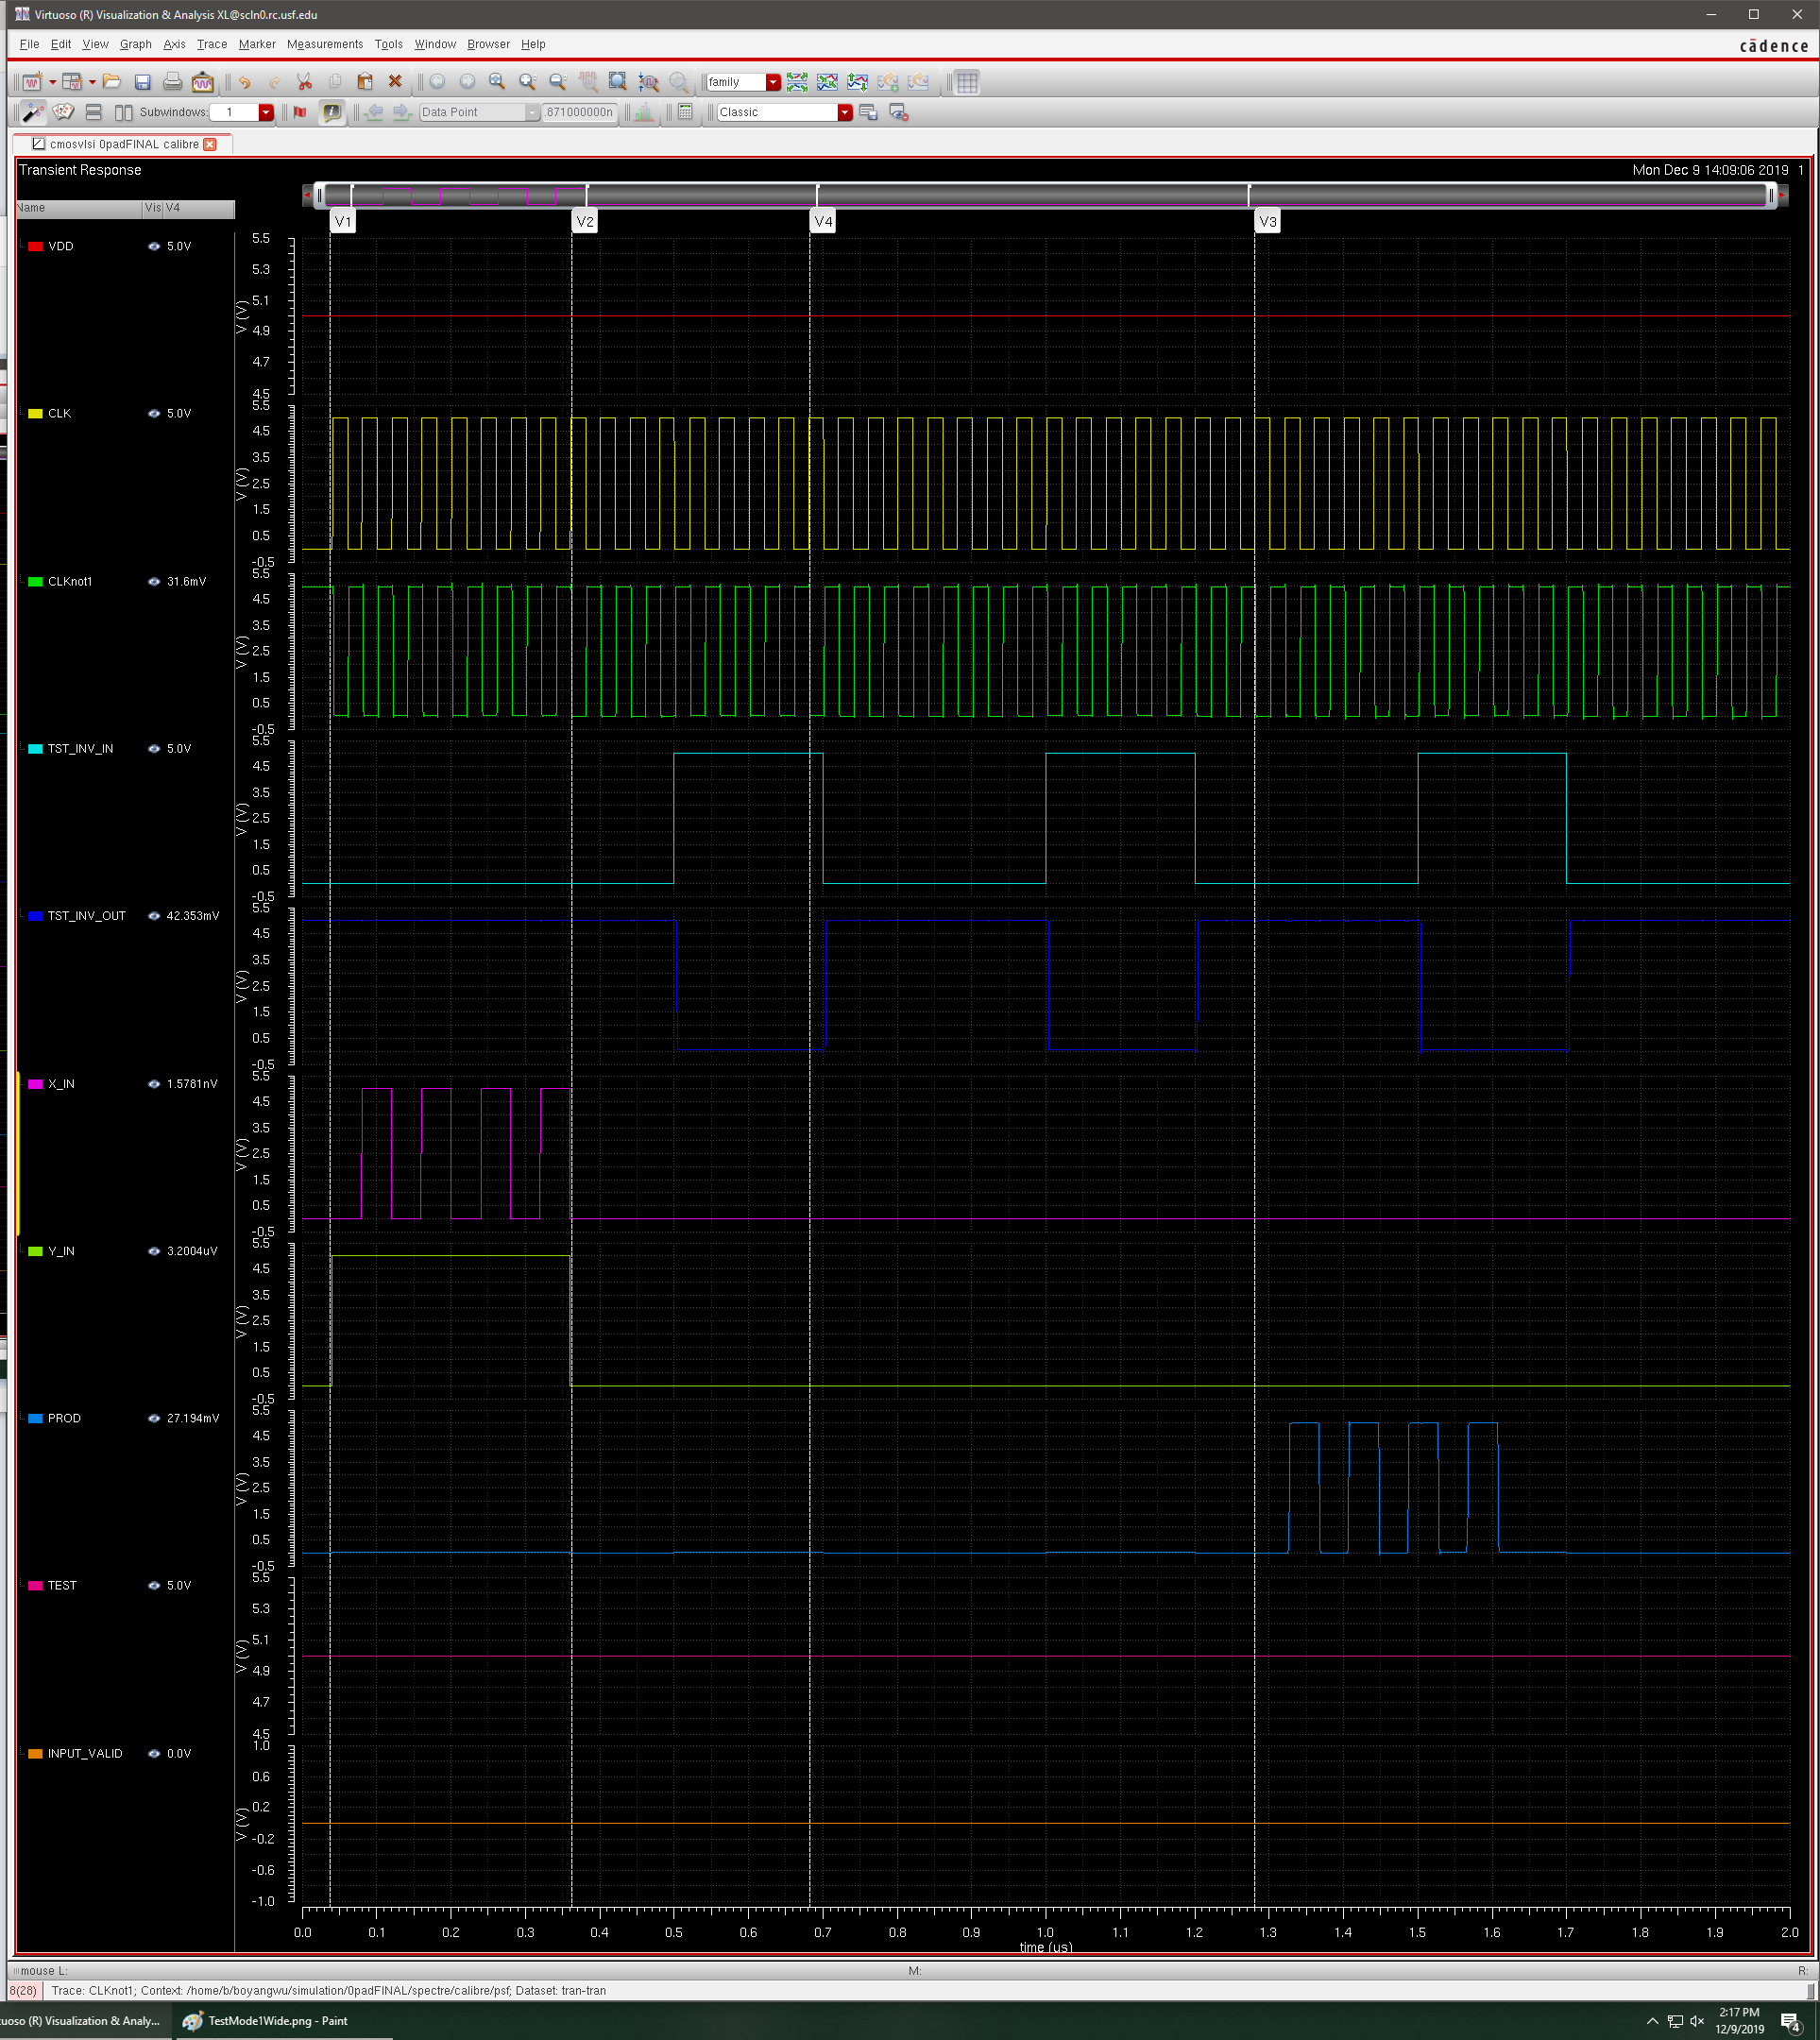 Virtuoso (R) Visualization & Analysis XL@scln0.rc.usf.edu
File Edit View Graph Axis Trace Marker Measurements Tools Window Browser Help
cādence
family
Subwindows: 1 Data Point .871000000n Classic
cmosvlsi 0padFINAL calibre
Transient Response Mon Dec 9 14:09:06 2019 1
Name Vis V4
V1 V2 V4 V3
VDD 5.0V
5.5
5.3
5.1
4.9
4.7
4.5
V (V)
CLK 5.0V
5.5
4.5
3.5
2.5
1.5
0.5
-0.5
V (V)
CLKnot1 31.6mV
5.5
4.5
3.5
2.5
1.5
0.5
-0.5
V (V)
TST_INV_IN 5.0V
5.5
4.5
3.5
2.5
1.5
0.5
-0.5
V (V)
TST_INV_OUT 42.353mV
5.5
4.5
3.5
2.5
1.5
0.5
-0.5
V (V)
X_IN 1.5781nV
5.5
4.5
3.5
2.5
1.5
0.5
-0.5
V (V)
Y_IN 3.2004uV
5.5
4.5
3.5
2.5
1.5
0.5
-0.5
V (V)
PROD 27.194mV
5.5
4.5
3.5
2.5
1.5
0.5
-0.5
V (V)
TEST 5.0V
5.5
5.3
5.1
4.9
4.7
4.5
V (V)
INPUT_VALID 0.0V
1.0
0.6
0.2
-0.2
-0.6
-1.0
V (V)
0.0 0.1 0.2 0.3 0.4 0.5 0.6 0.7 0.8 0.9 1.0 1.1 1.2 1.3 1.4 1.5 1.6 1.7 1.8 1.9 2.0
time (us)
mouse L: M: R:
8(28) Trace: CLKnot1; Context: /home/b/boyangwu/simulation/0padFINAL/spectre/calibre/psf; Dataset: tran-tran
tuoso (R) Visualization & Analy... TestMode1Wide.png - Paint
2:17 PM
12/9/2019
4